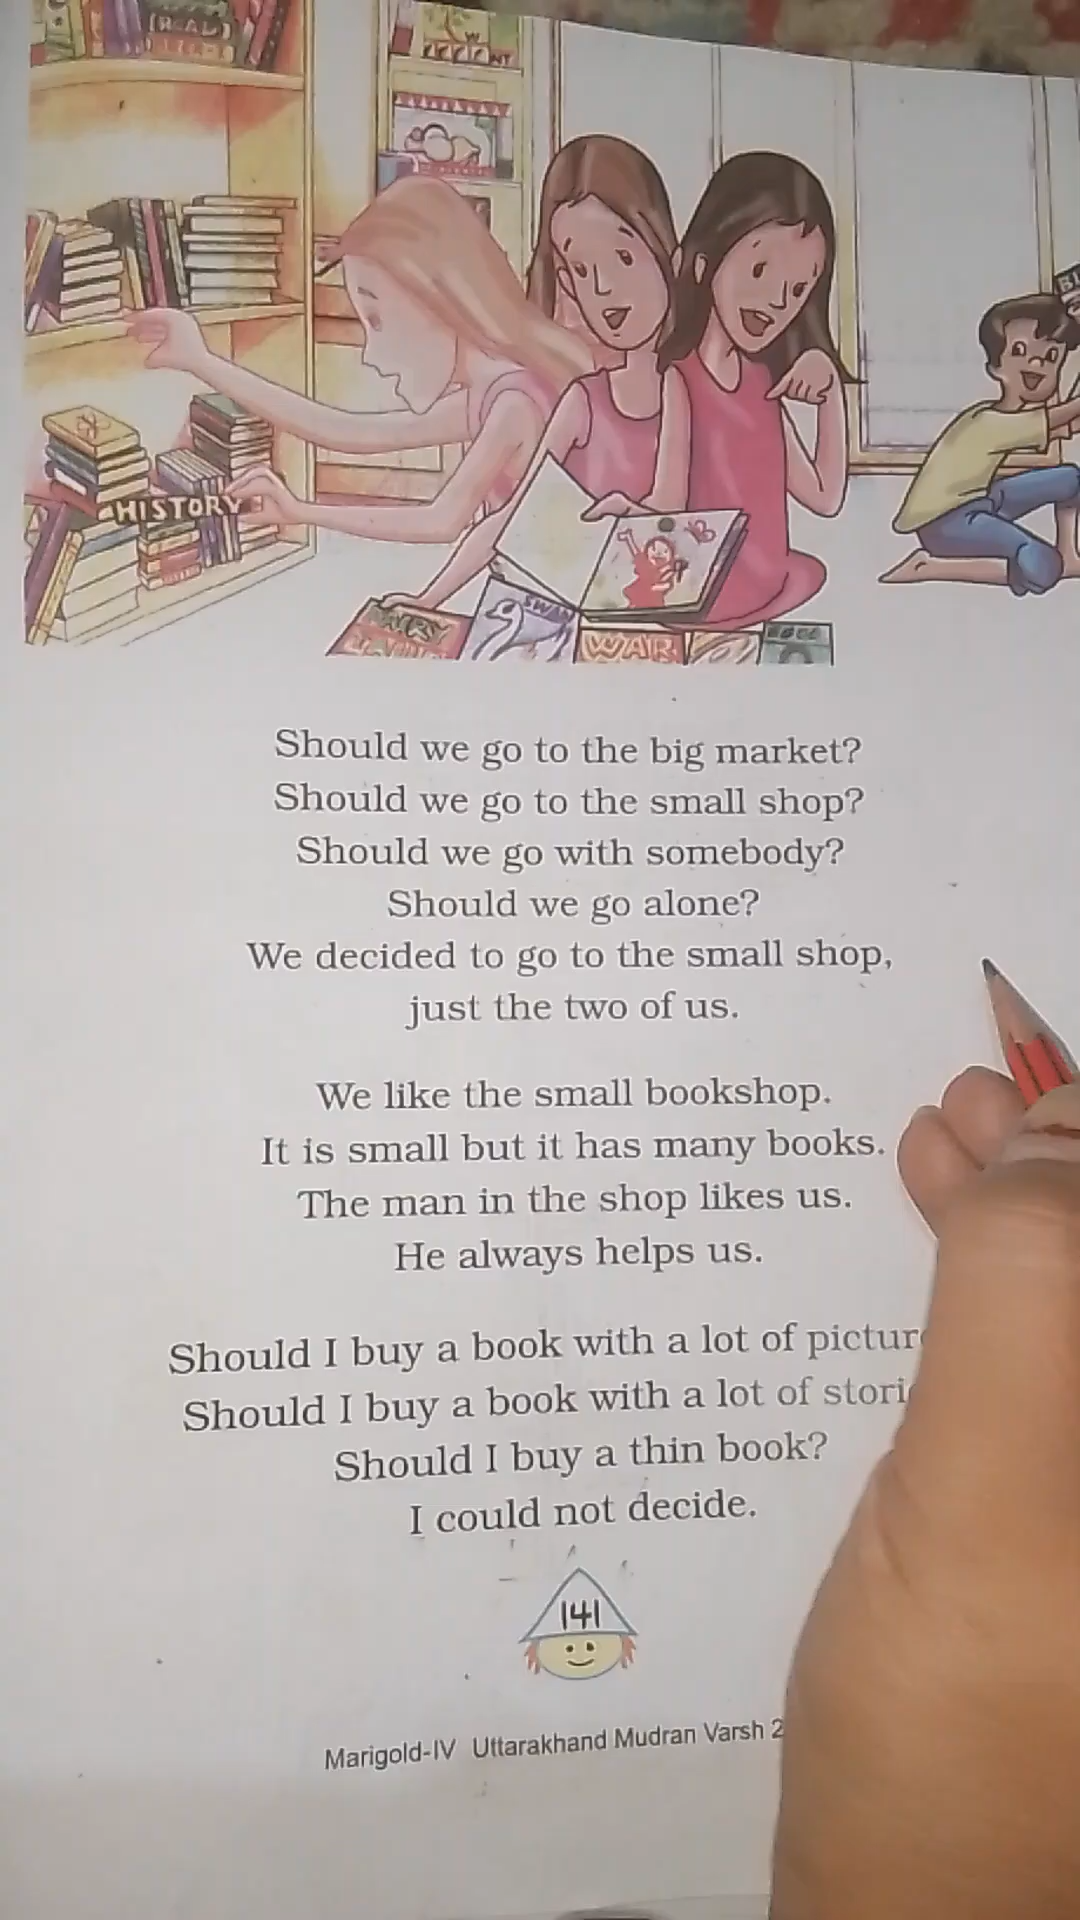 READ
HISTORY
FAIRY
SWAN
WAR
Should we go to the big market?
Should we go to the small shop?
Should we go with somebody?
Should we go alone?
We decided to go to the small shop,
just the two of us.
We like the small bookshop.
It is small but it has many books.
The man in the shop likes us.
He always helps us.
Should I buy a book with a lot of
Should I buy a book with a lot of
Should I buy a thin book?
I could not decide.
141
Marigold-IV Uttarakhand Mudran Varsh